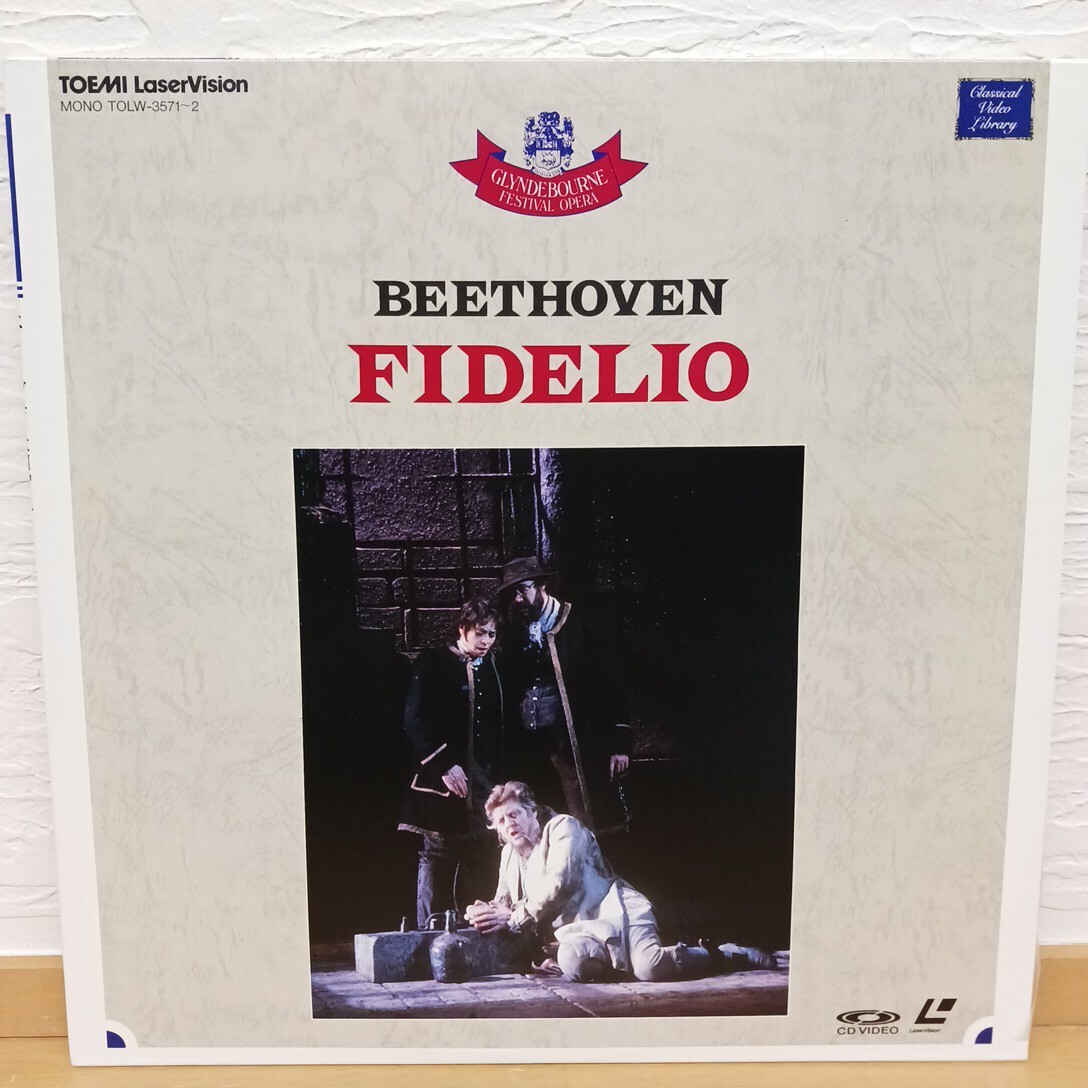 TOEMI LaserVision
MONO TOLW-3571~2
Classical
Video
Library
GLYNDEBOURNE
FESTIVAL OPERA
BEETHOVEN
FIDELIO
CD VIDEO
LaserVision